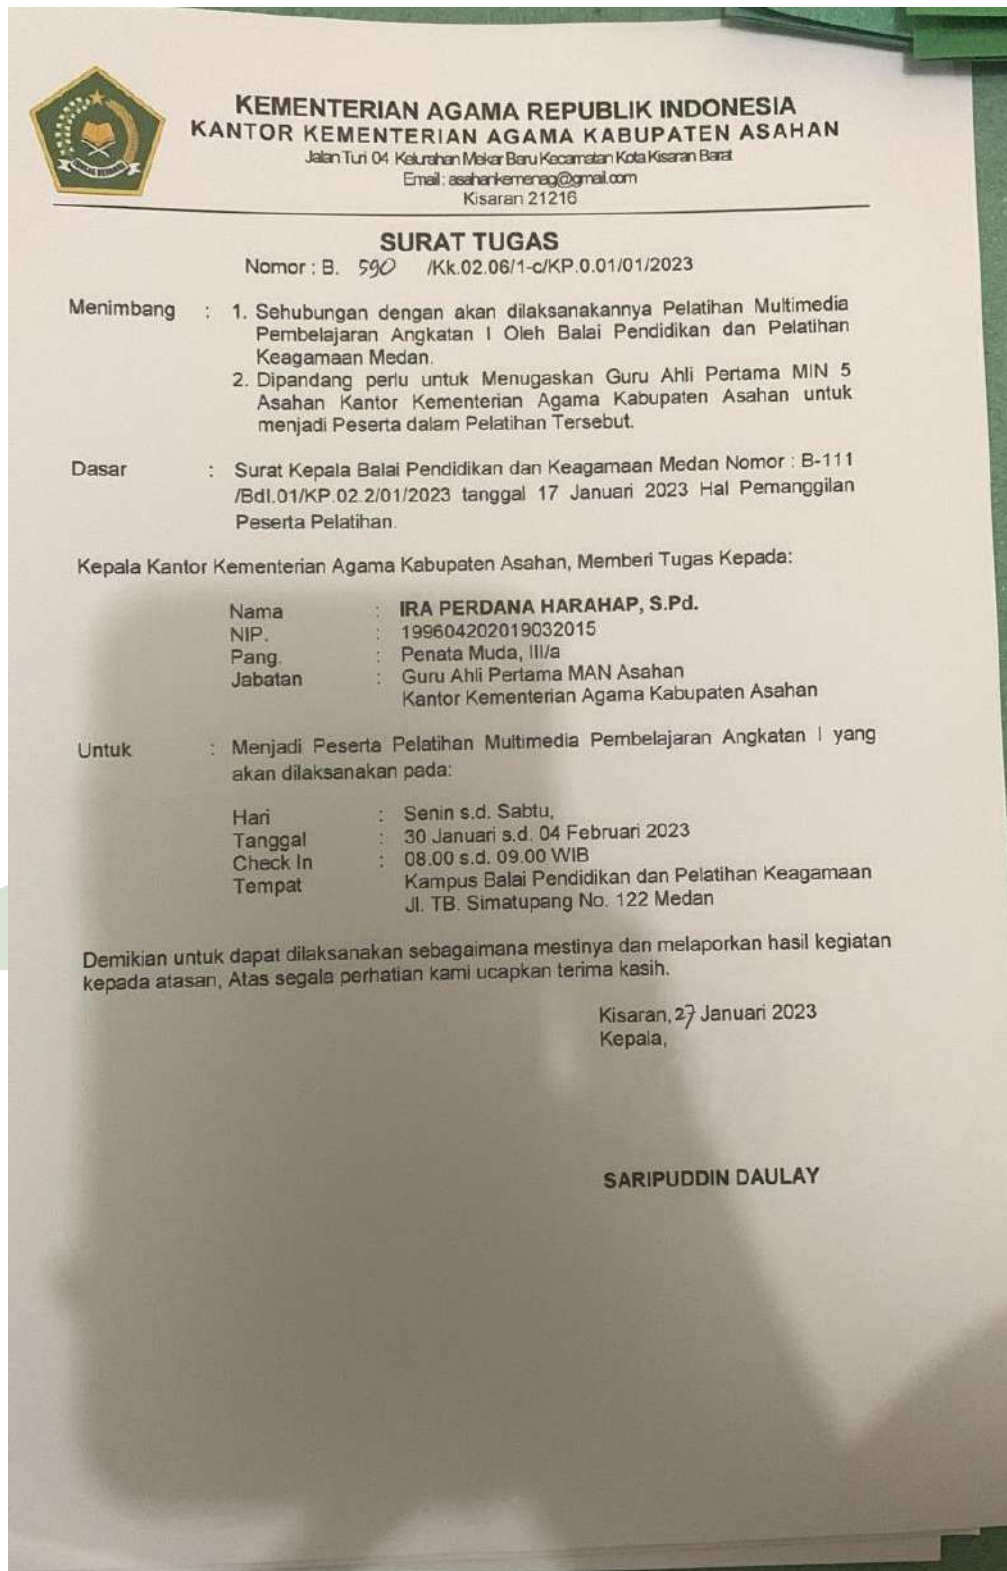 IKHLAS BERAMAL
KEMENTERIAN AGAMA REPUBLIK INDONESIA
KANTOR KEMENTERIAN AGAMA KABUPATEN ASAHAN
Jalan Turi 04 Kelurahan Mekar Baru Kecamatan Kota Kisaran Barat
Email : asahankemenag@gmail.com
Kisaran 21216
SURAT TUGAS
Nomor : B. 590 /Kk.02.06/1-c/KP.0.01/01/2023
Menimbang : 1. Sehubungan dengan akan dilaksanakannya Pelatihan Multimedia
Pembelajaran Angkatan I Oleh Balai Pendidikan dan Pelatihan
Keagamaan Medan.
2. Dipandang perlu untuk Menugaskan Guru Ahli Pertama MIN 5
Asahan Kantor Kementerian Agama Kabupaten Asahan untuk
menjadi Peserta dalam Pelatihan Tersebut.
Dasar : Surat Kepala Balai Pendidikan dan Keagamaan Medan Nomor : B-111
/Bdl.01/KP.02.2/01/2023 tanggal 17 Januari 2023 Hal Pemanggilan
Peserta Pelatihan.
Kepala Kantor Kementerian Agama Kabupaten Asahan, Memberi Tugas Kepada:
Nama : IRA PERDANA HARAHAP, S.Pd.
NIP. : 199604202019032015
Pang. : Penata Muda, III/a
Jabatan : Guru Ahli Pertama MAN Asahan
Kantor Kementerian Agama Kabupaten Asahan
Untuk : Menjadi Peserta Pelatihan Multimedia Pembelajaran Angkatan I yang
akan dilaksanakan pada:
Hari : Senin s.d. Sabtu,
Tanggal : 30 Januari s.d. 04 Februari 2023
Check In : 08.00 s.d. 09.00 WIB
Tempat Kampus Balai Pendidikan dan Pelatihan Keagamaan
Jl. TB. Simatupang No. 122 Medan
Demikian untuk dapat dilaksanakan sebagaimana mestinya dan melaporkan hasil kegiatan
kepada atasan, Atas segala perhatian kami ucapkan terima kasih.
Kisaran, 27 Januari 2023
Kepala,
SARIPUDDIN DAULAY